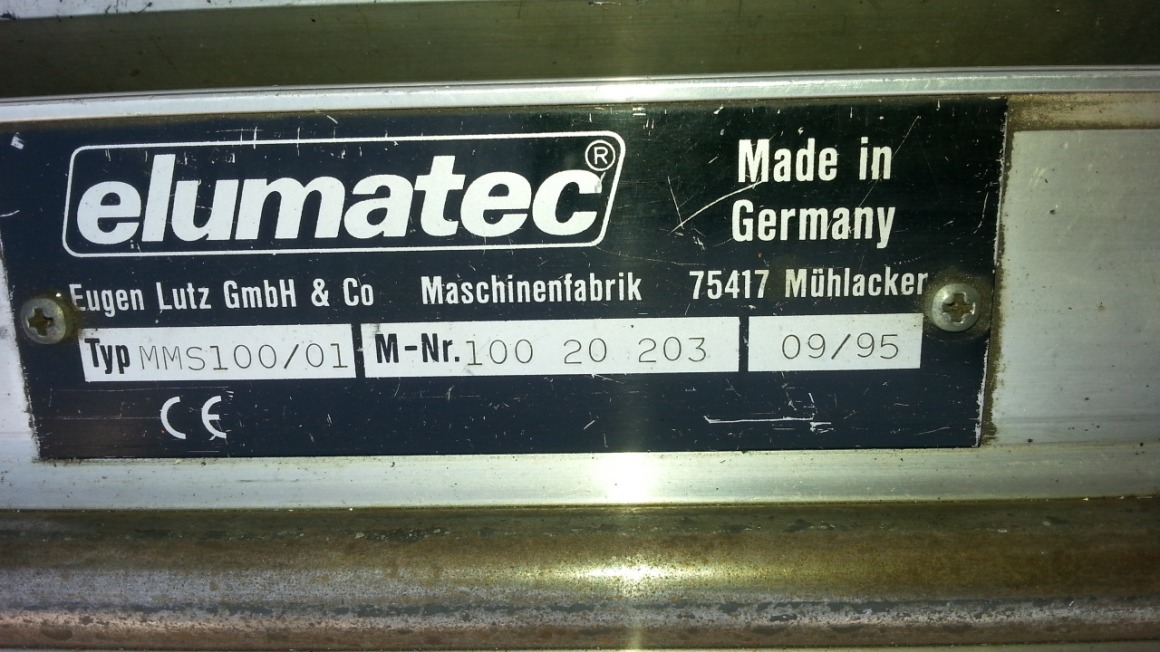 elumatec®
Made in
Germany
Eugen Lutz GmbH & Co Maschinenfabrik 75417 Mühlacker
Typ MMS100/01 M-Nr. 100 20 203 09/95
CE